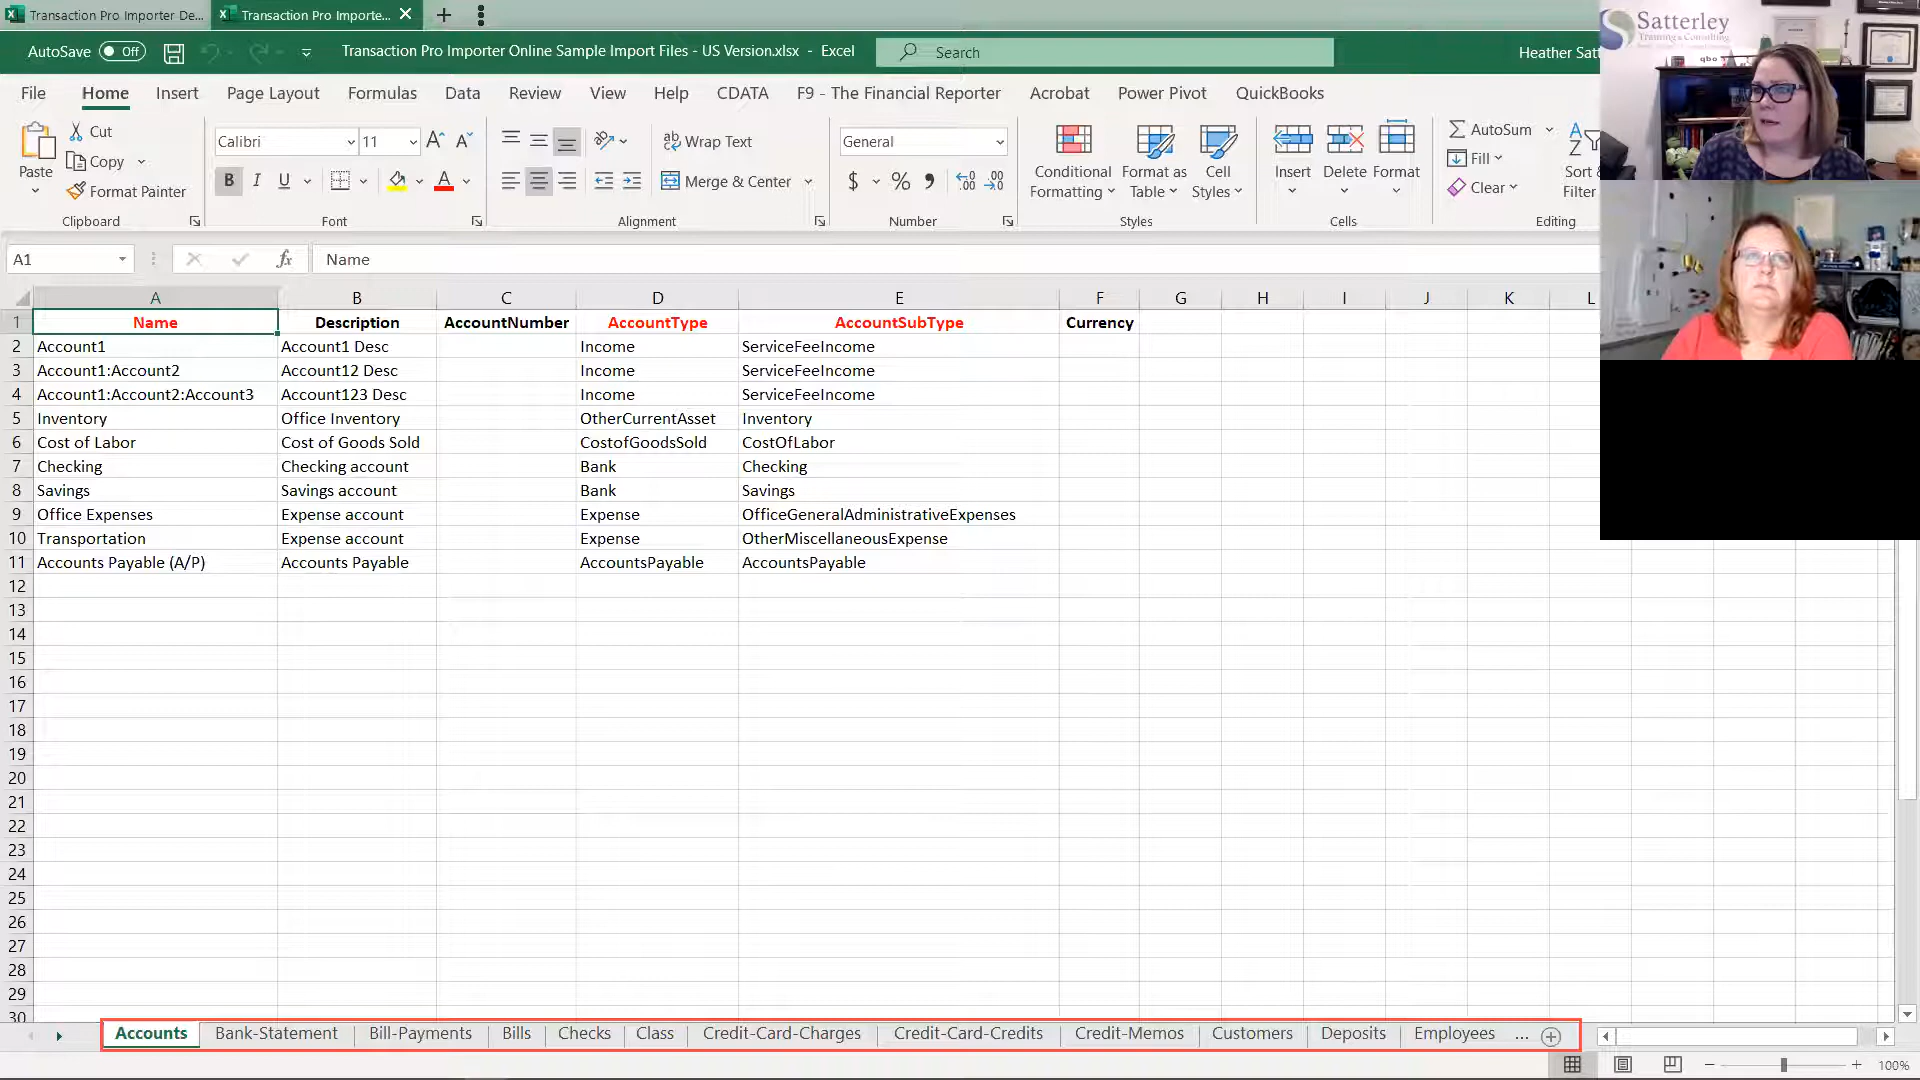 Transaction Pro Importer De... Transaction Pro Importe...
AutoSave Off Transaction Pro Importer Online Sample Import Files - US Version.xlsx - Excel Search Heather Satt
Satterley
Training & Consulting
qbo
File Home Insert Page Layout Formulas Data Review View Help CDATA F9 - The Financial Reporter Acrobat Power Pivot QuickBooks
Paste Cut Copy Format Painter Clipboard
Calibri 11 B I U Font
Wrap Text Merge & Center Alignment
General $ % Number
Conditional Formatting Format as Table Cell Styles Styles
Insert Delete Format Cells
AutoSum Fill Clear Sort Filter Editing
A1 fx Name
A B C D E F G H I J K L
1 Name Description AccountNumber AccountType AccountSubType Currency
2 Account1 Account1 Desc Income ServiceFeeIncome
3 Account1:Account2 Account12 Desc Income ServiceFeeIncome
4 Account1:Account2:Account3 Account123 Desc Income ServiceFeeIncome
5 Inventory Office Inventory OtherCurrentAsset Inventory
6 Cost of Labor Cost of Goods Sold CostofGoodsSold CostOfLabor
7 Checking Checking account Bank Checking
8 Savings Savings account Bank Savings
9 Office Expenses Expense account Expense OfficeGeneralAdministrativeExpenses
10 Transportation Expense account Expense OtherMiscellaneousExpense
11 Accounts Payable (A/P) Accounts Payable AccountsPayable AccountsPayable
12
13
14
15
16
17
18
19
20
21
22
23
24
25
26
27
28
29
30
Accounts Bank-Statement Bill-Payments Bills Checks Class Credit-Card-Charges Credit-Card-Credits Credit-Memos Customers Deposits Employees ...
100%